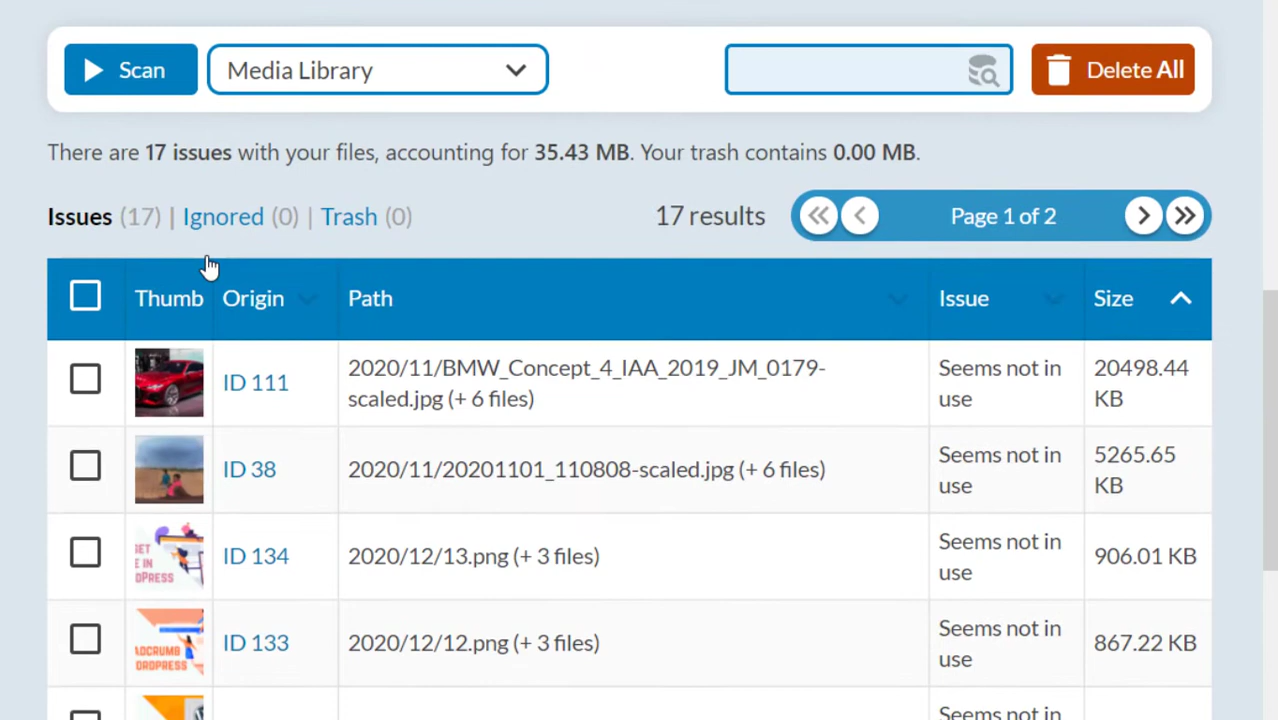 Scan Media Library Delete All
There are 17 issues with your files, accounting for 35.43 MB. Your trash contains 0.00 MB.
Issues (17) | Ignored (0) | Trash (0) 17 results Page 1 of 2
Thumb Origin Path Issue Size
ID 111 2020/11/BMW_Concept_4_IAA_2019_JM_0179- Seems not in 20498.44
scaled.jpg (+ 6 files) use KB
ID 38 2020/11/20201101_110808-scaled.jpg (+ 6 files) Seems not in 5265.65
use KB
ID 134 2020/12/13.png (+ 3 files) Seems not in 906.01 KB
use
ID 133 2020/12/12.png (+ 3 files) Seems not in 867.22 KB
use
Seems not in